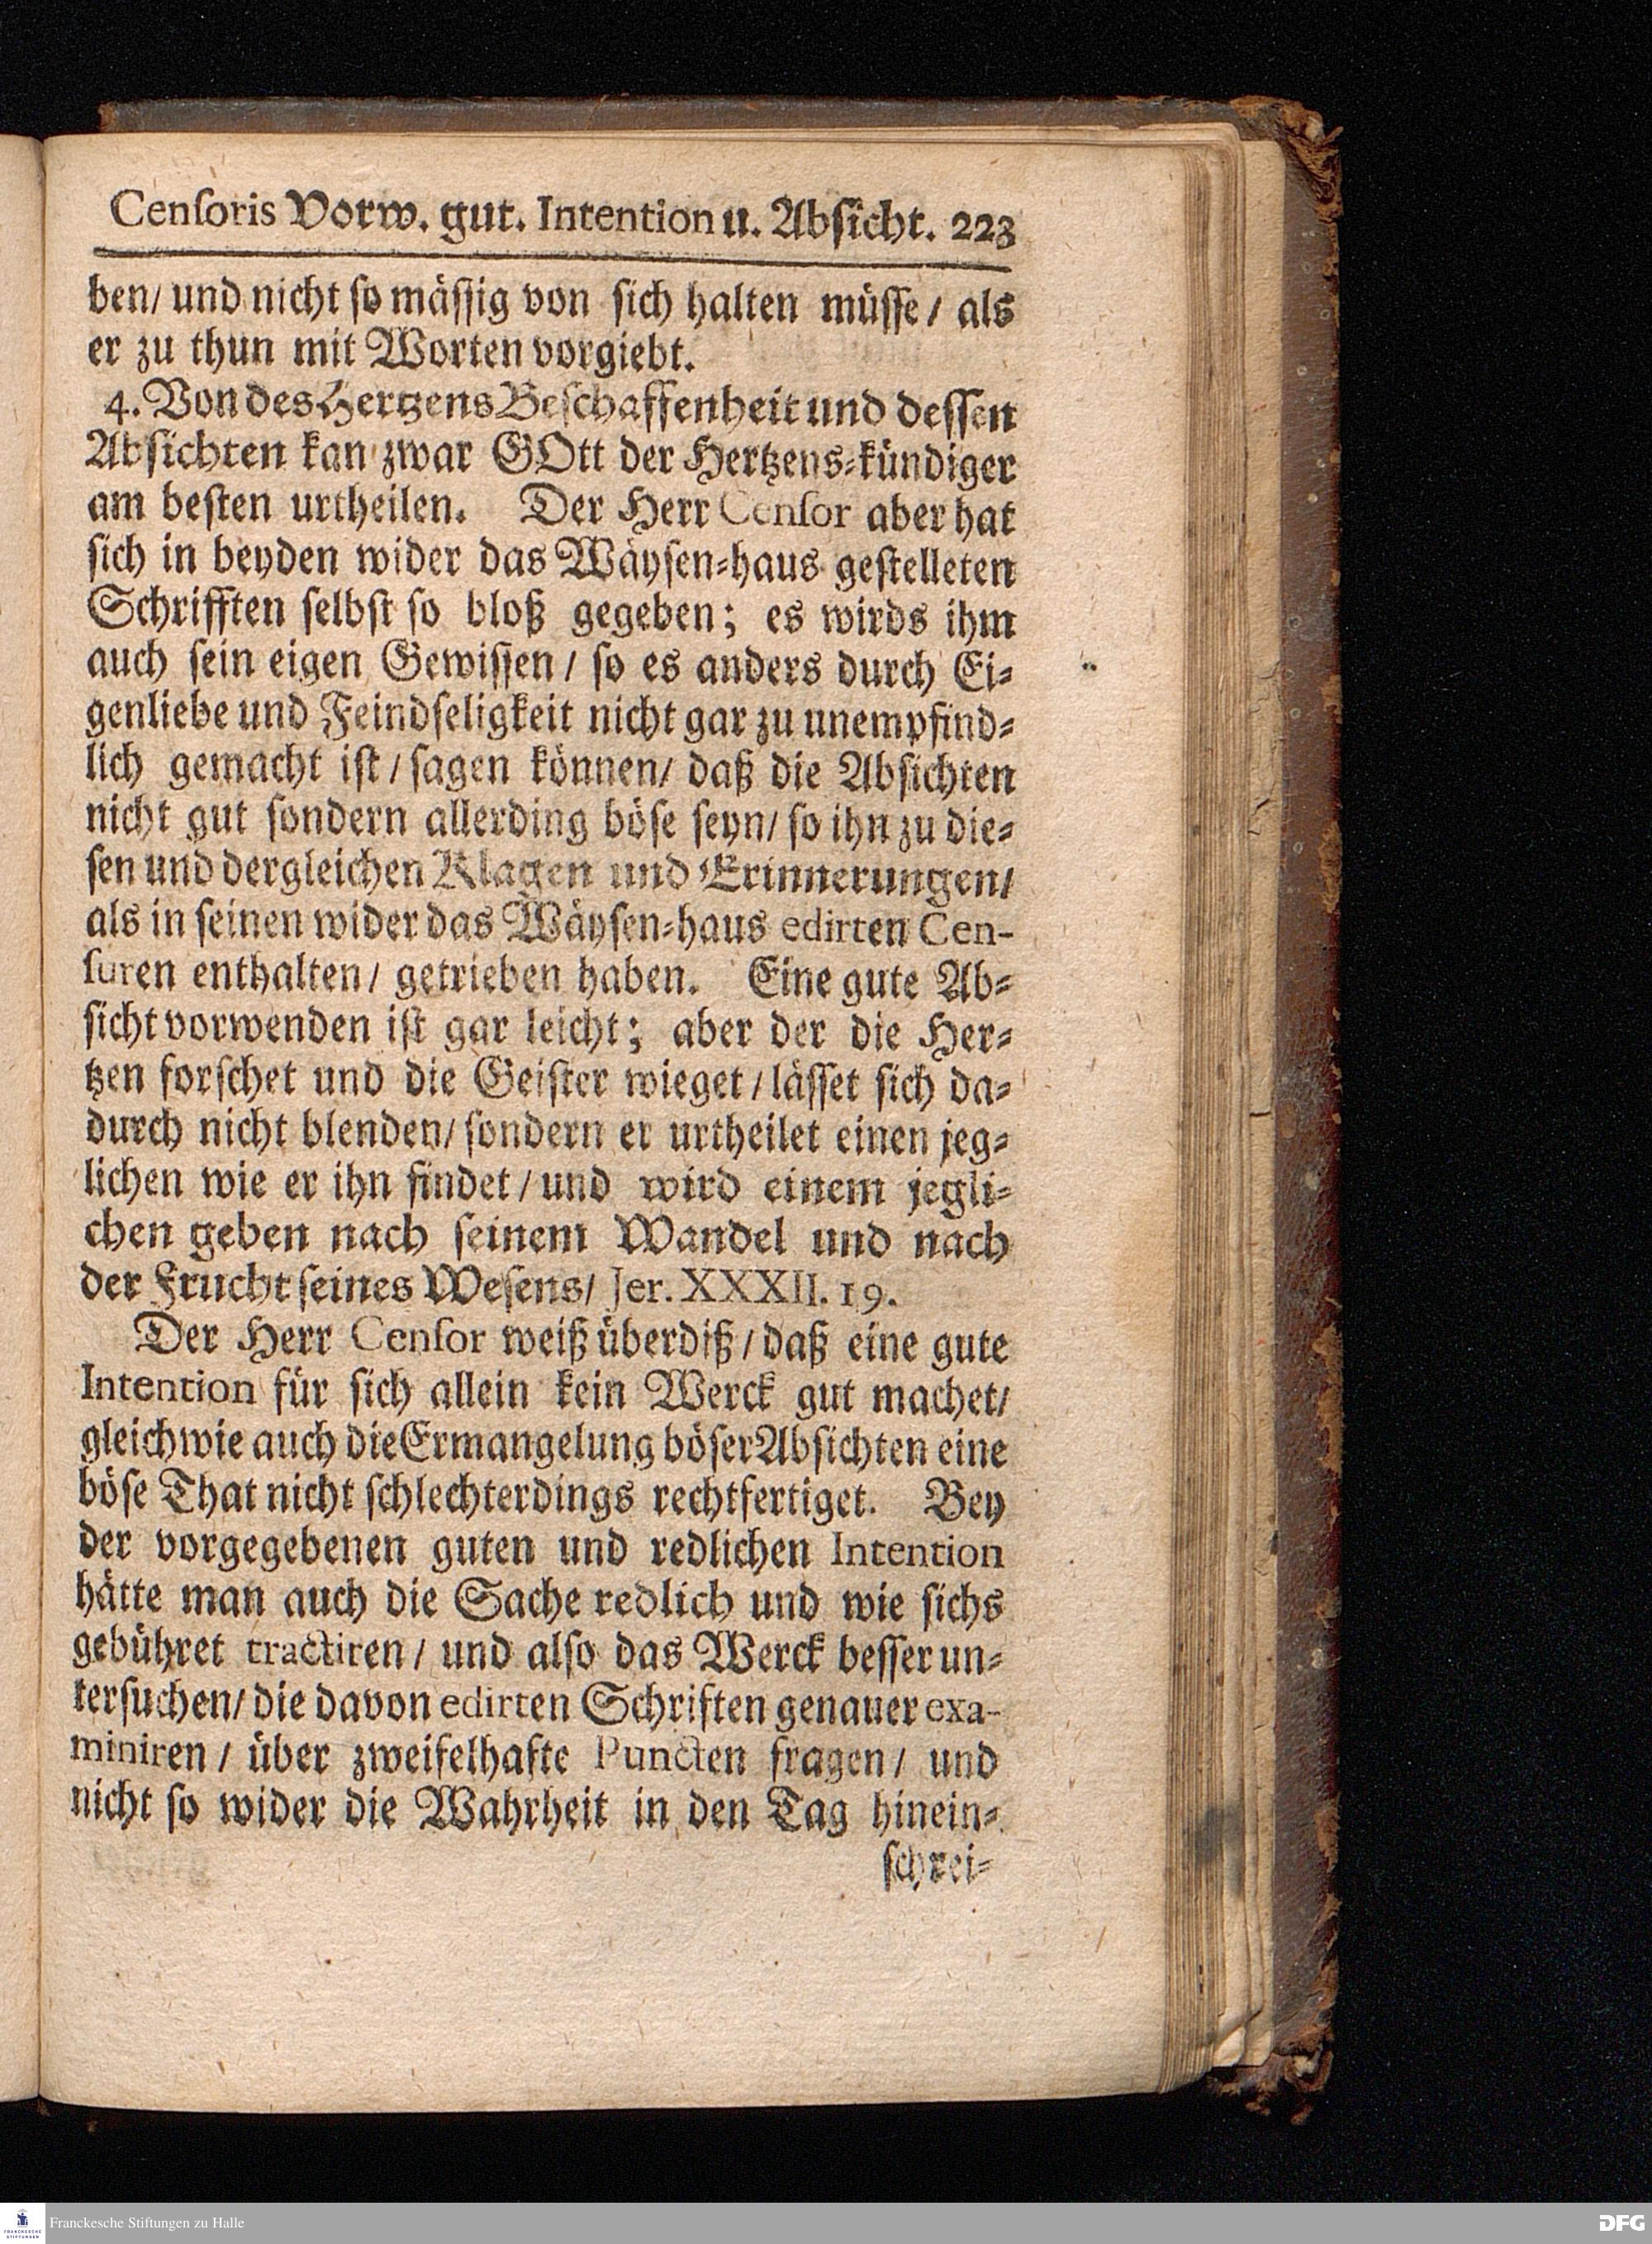 Cenſoris Vorw. gut. Intention u. Abſicht. 223
ben/ und nicht ſo mäſſig von ſich halten müſſe/ als
er zu thun mit Worten vorgiebt.
4. Von des Hertzens Beſchaffenheit und deſſen
Abſichten kan zwar GOtt der Hertzens-kündiger
am beſten urtheilen. Der Herr Cenſor aber hat
ſich in beyden wider das Wäyſen-haus geſtelleten
Schrifften ſelbſt ſo bloß gegeben; es wirds ihm
auch ſein eigen Gewiſſen/ ſo es anders durch Ei-
genliebe und Feindſeligkeit nicht gar zu unempfind-
lich gemacht iſt/ ſagen können/ daß die Abſichten
nicht gut ſondern allerding böſe ſeyn/ ſo ihn zu die-
ſen und dergleichen Klagen und Erinnerungen/
als in ſeinen wider das Wäyſen-haus edirten Cen-
ſuren enthalten/ getrieben haben. Eine gute Ab-
ſicht vorwenden iſt gar leicht; aber der die Her-
tzen forſchet und die Geiſter wieget/ läſſet ſich da-
durch nicht blenden/ ſondern er urtheilet einen jeg-
lichen wie er ihn findet/ und wird einem jegli-
chen geben nach ſeinem Wandel und nach
der Frucht ſeines Weſens/ Jer. XXXII. 19.
Der Herr Cenſor weiß überdiß/ daß eine gute
Intention für ſich allein kein Werck gut machet/
gleichwie auch die Ermangelung böſer Abſichten eine
böſe That nicht ſchlechterdings rechtfertiget. Bey
der vorgegebenen guten und redlichen Intention
hätte man auch die Sache redlich und wie ſichs
gebühret tractiren/ und alſo das Werck beſſer un-
terſuchen/ die davon edirten Schriften genauer exa-
miniren/ über zweifelhafte Puncten fragen/ und
nicht ſo wider die Wahrheit in den Tag hinein-
ſchrei-
FRANCKESCHE
STIFTUNGEN
Franckesche Stiftungen zu Halle
DFG